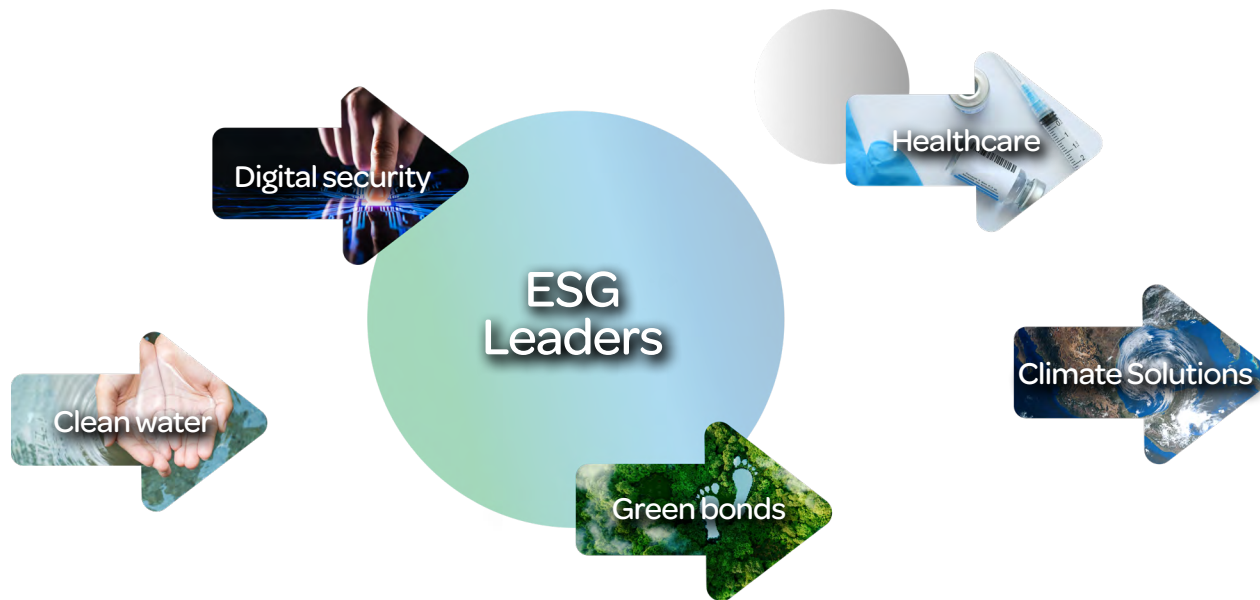 Healthcare
Digital security
ESG
Leaders
Climate Solutions
Clean water
Green bonds